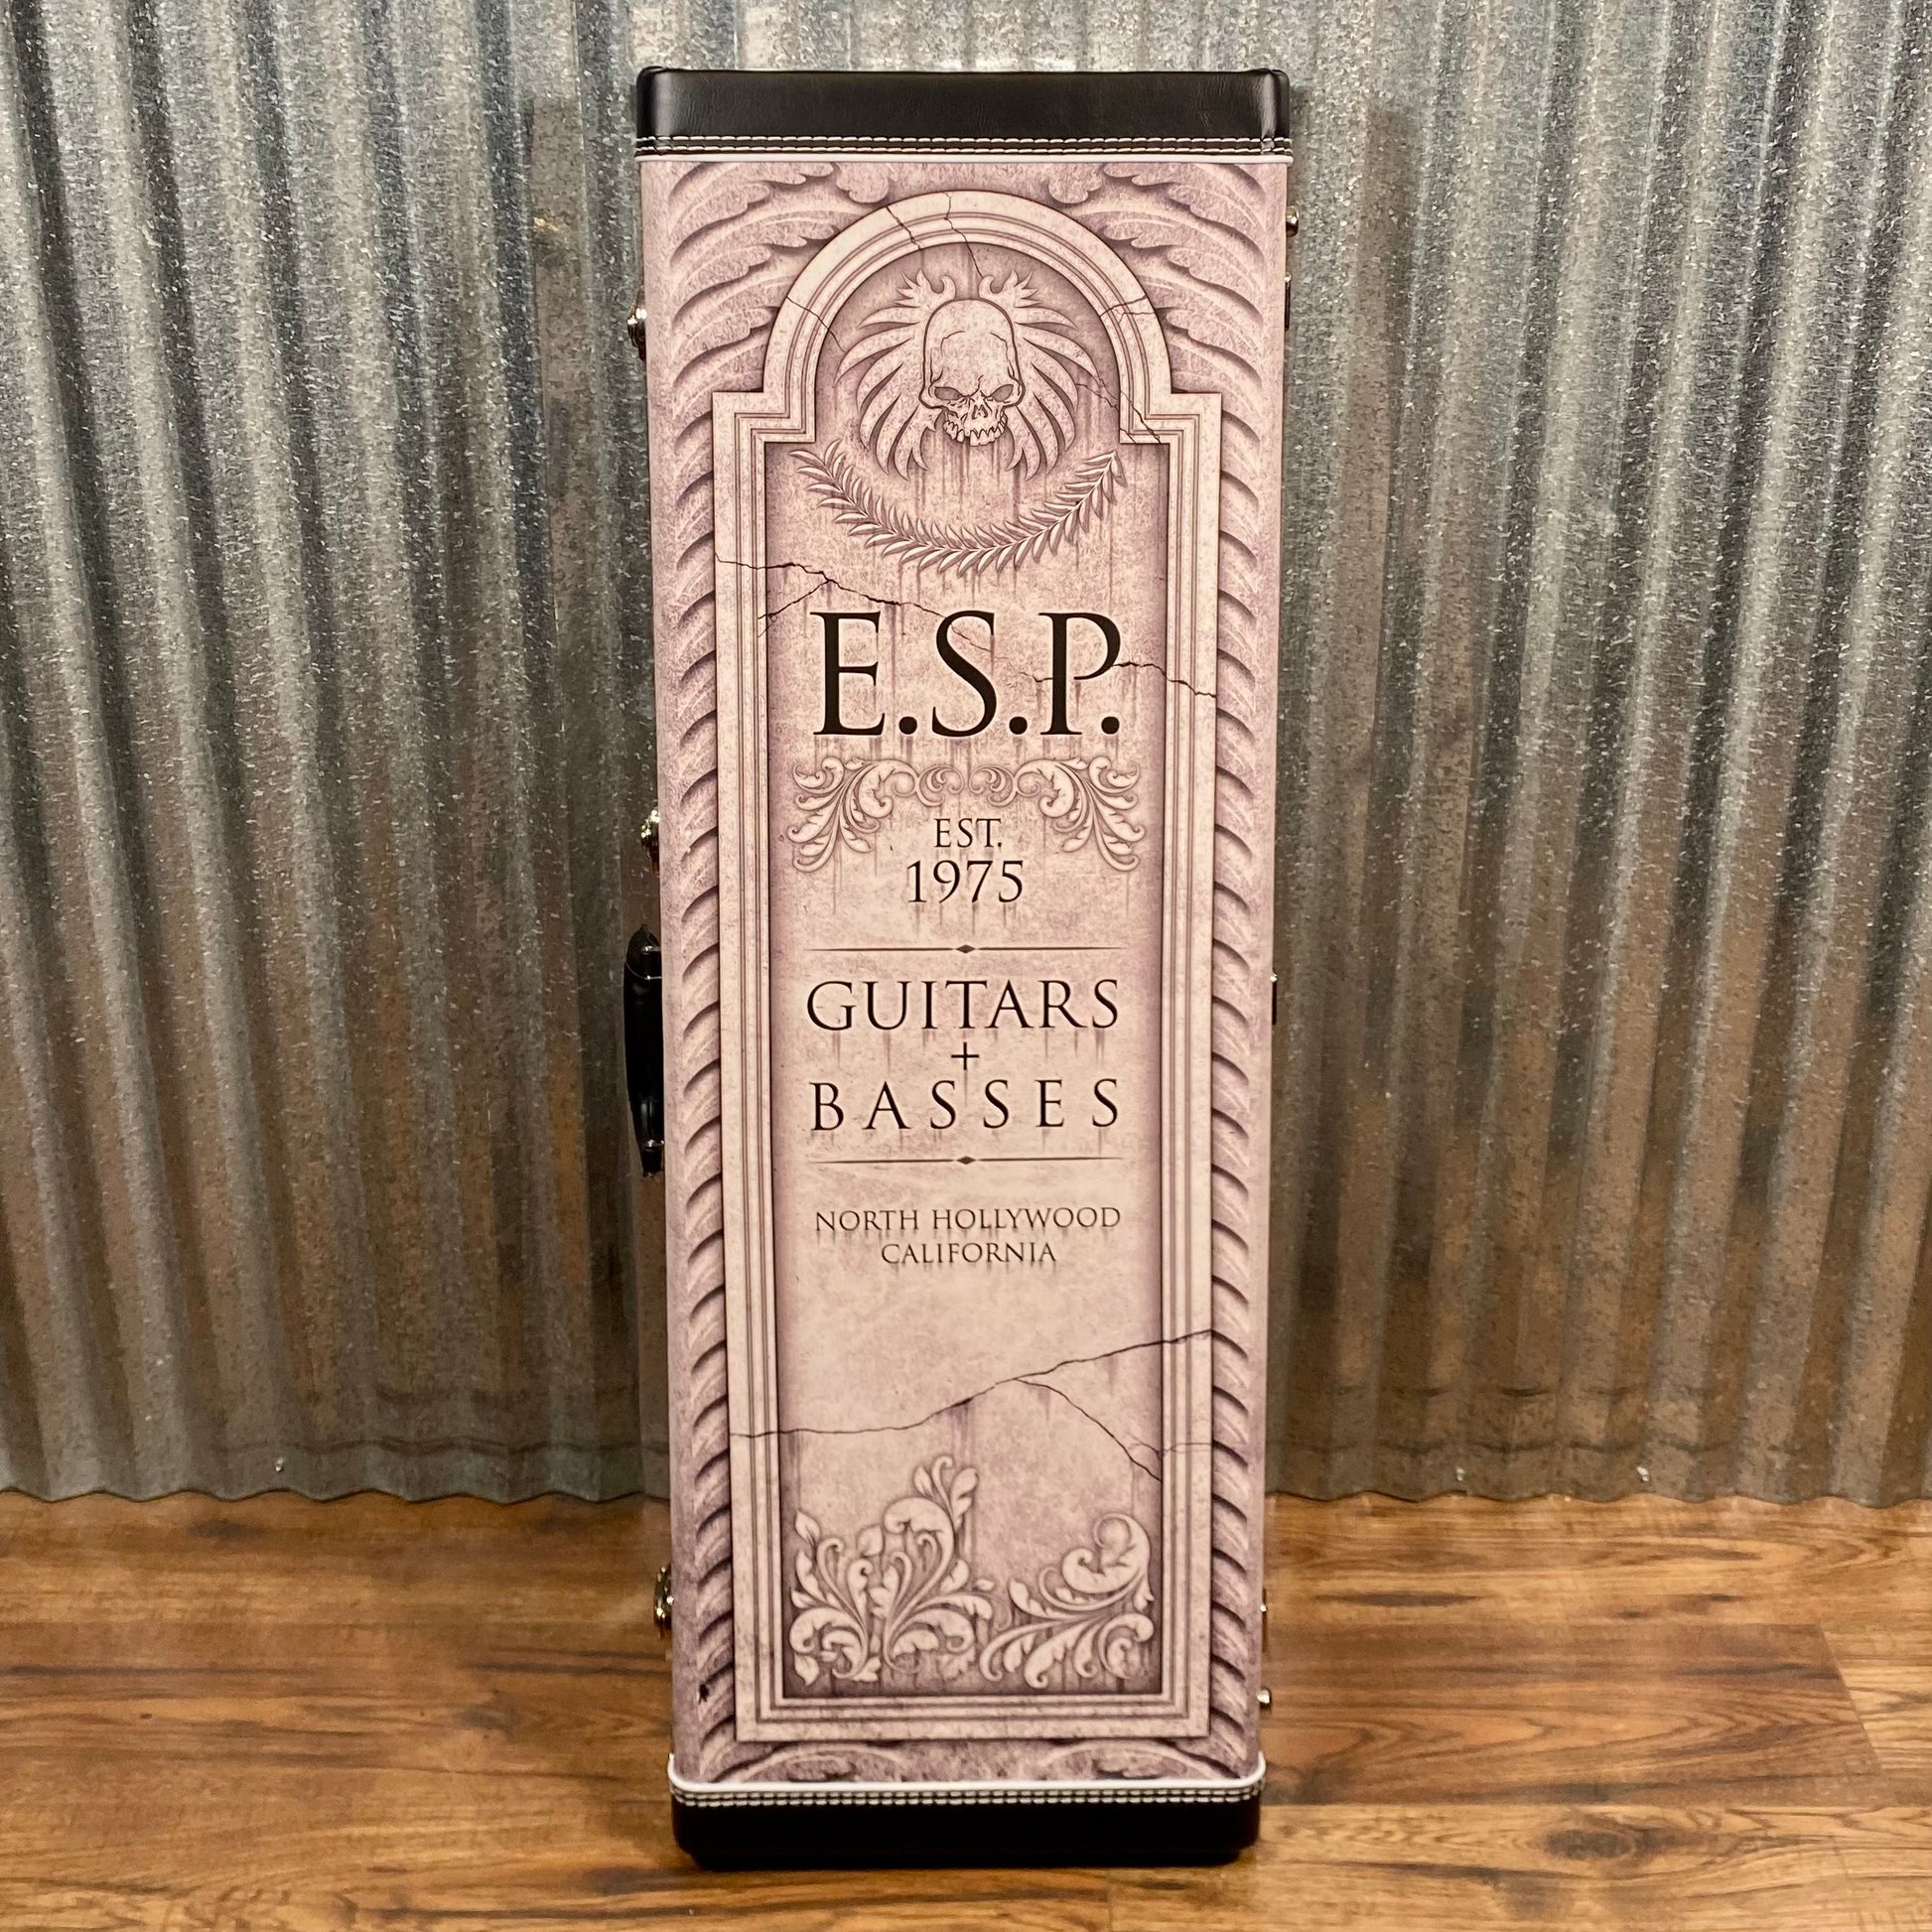 E.S.P.
EST.
1975
GUITARS
+
BASSES
NORTH HOLLYWOOD
CALIFORNIA